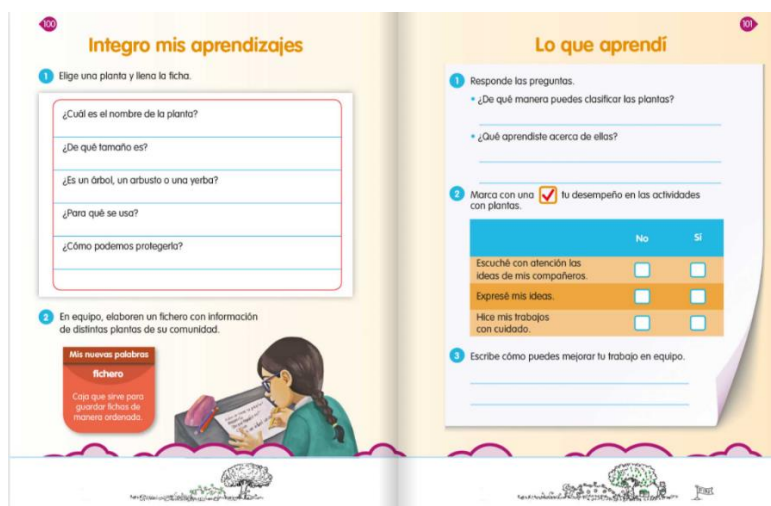 100
Integro mis aprendizajes
1 Elige una planta y llena la ficha.
¿Cuál es el nombre de la planta?
¿De qué tamaño es?
¿Es un árbol, un arbusto o una yerba?
¿Para qué se usa?
¿Cómo podemos protegerla?
2 En equipo, elaboren un fichero con información
de distintas plantas de su comunidad.
Mis nuevas palabras
fichero
Caja que sirve para
guardar fichas de
manera ordenada.
101
Lo que aprendí
1 Responde las preguntas.
• ¿De qué manera puedes clasificar las plantas?
• ¿Qué aprendiste acerca de ellas?
2 Marca con una tu desempeño en las actividades
con plantas.
No Sí
Escuché con atención las
ideas de mis compañeros.
Expresé mis ideas.
Hice mis trabajos
con cuidado.
3 Escribe cómo puedes mejorar tu trabajo en equipo.